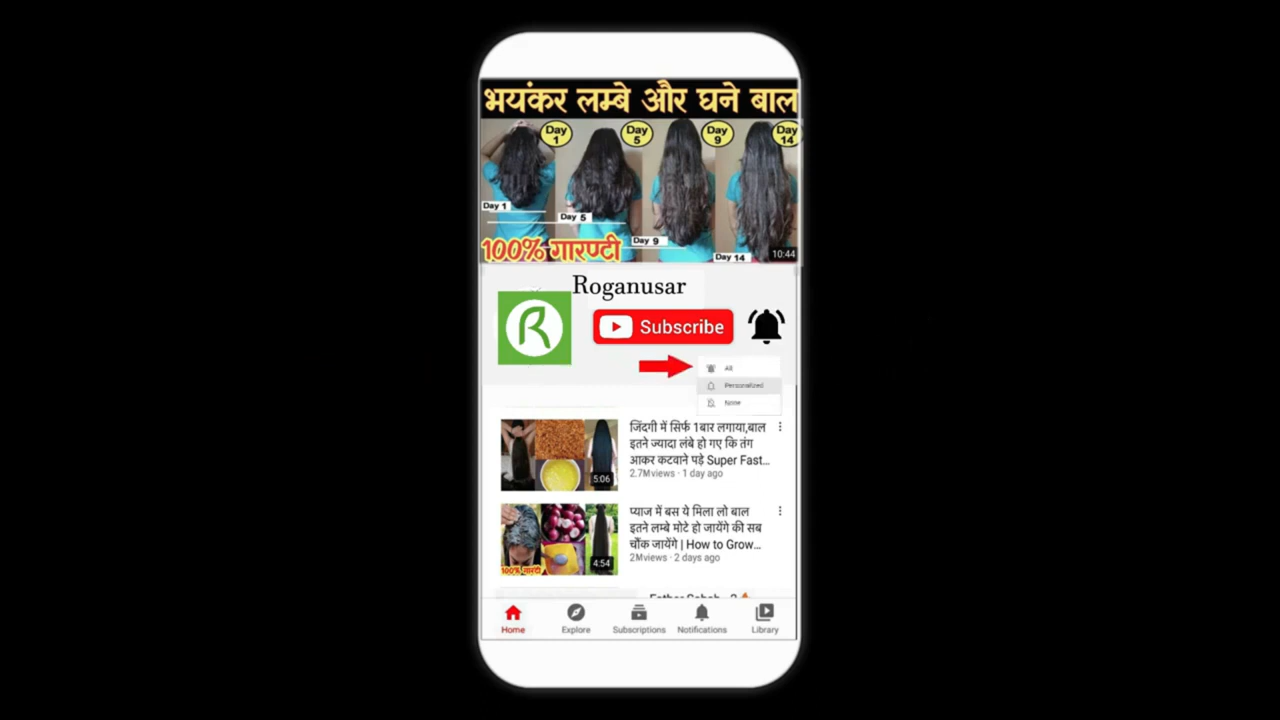 भयंकर लम्बे और घने बाल
Day 1
Day 5
Day 9
Day 14
Day 1
Day 5
Day 9
Day 14
100% गारण्टी
10:44
Roganusar
Subscribe
All
Personalized
None
जिंदगी में सिर्फ 1बार लगाया,बाल
इतने ज्यादा लंबे हो गए कि तंग
आकर कटवाने पड़े Super Fast...
2.7Mviews · 1 day ago
5:06
प्याज में बस ये मिला लो बाल
इतने लम्बे मोटे हो जायेंगे की सब
चौंक जायेंगे | How to Grow...
2Mviews · 2 days ago
4:54
Home
Explore
Subscriptions
Notifications
Library